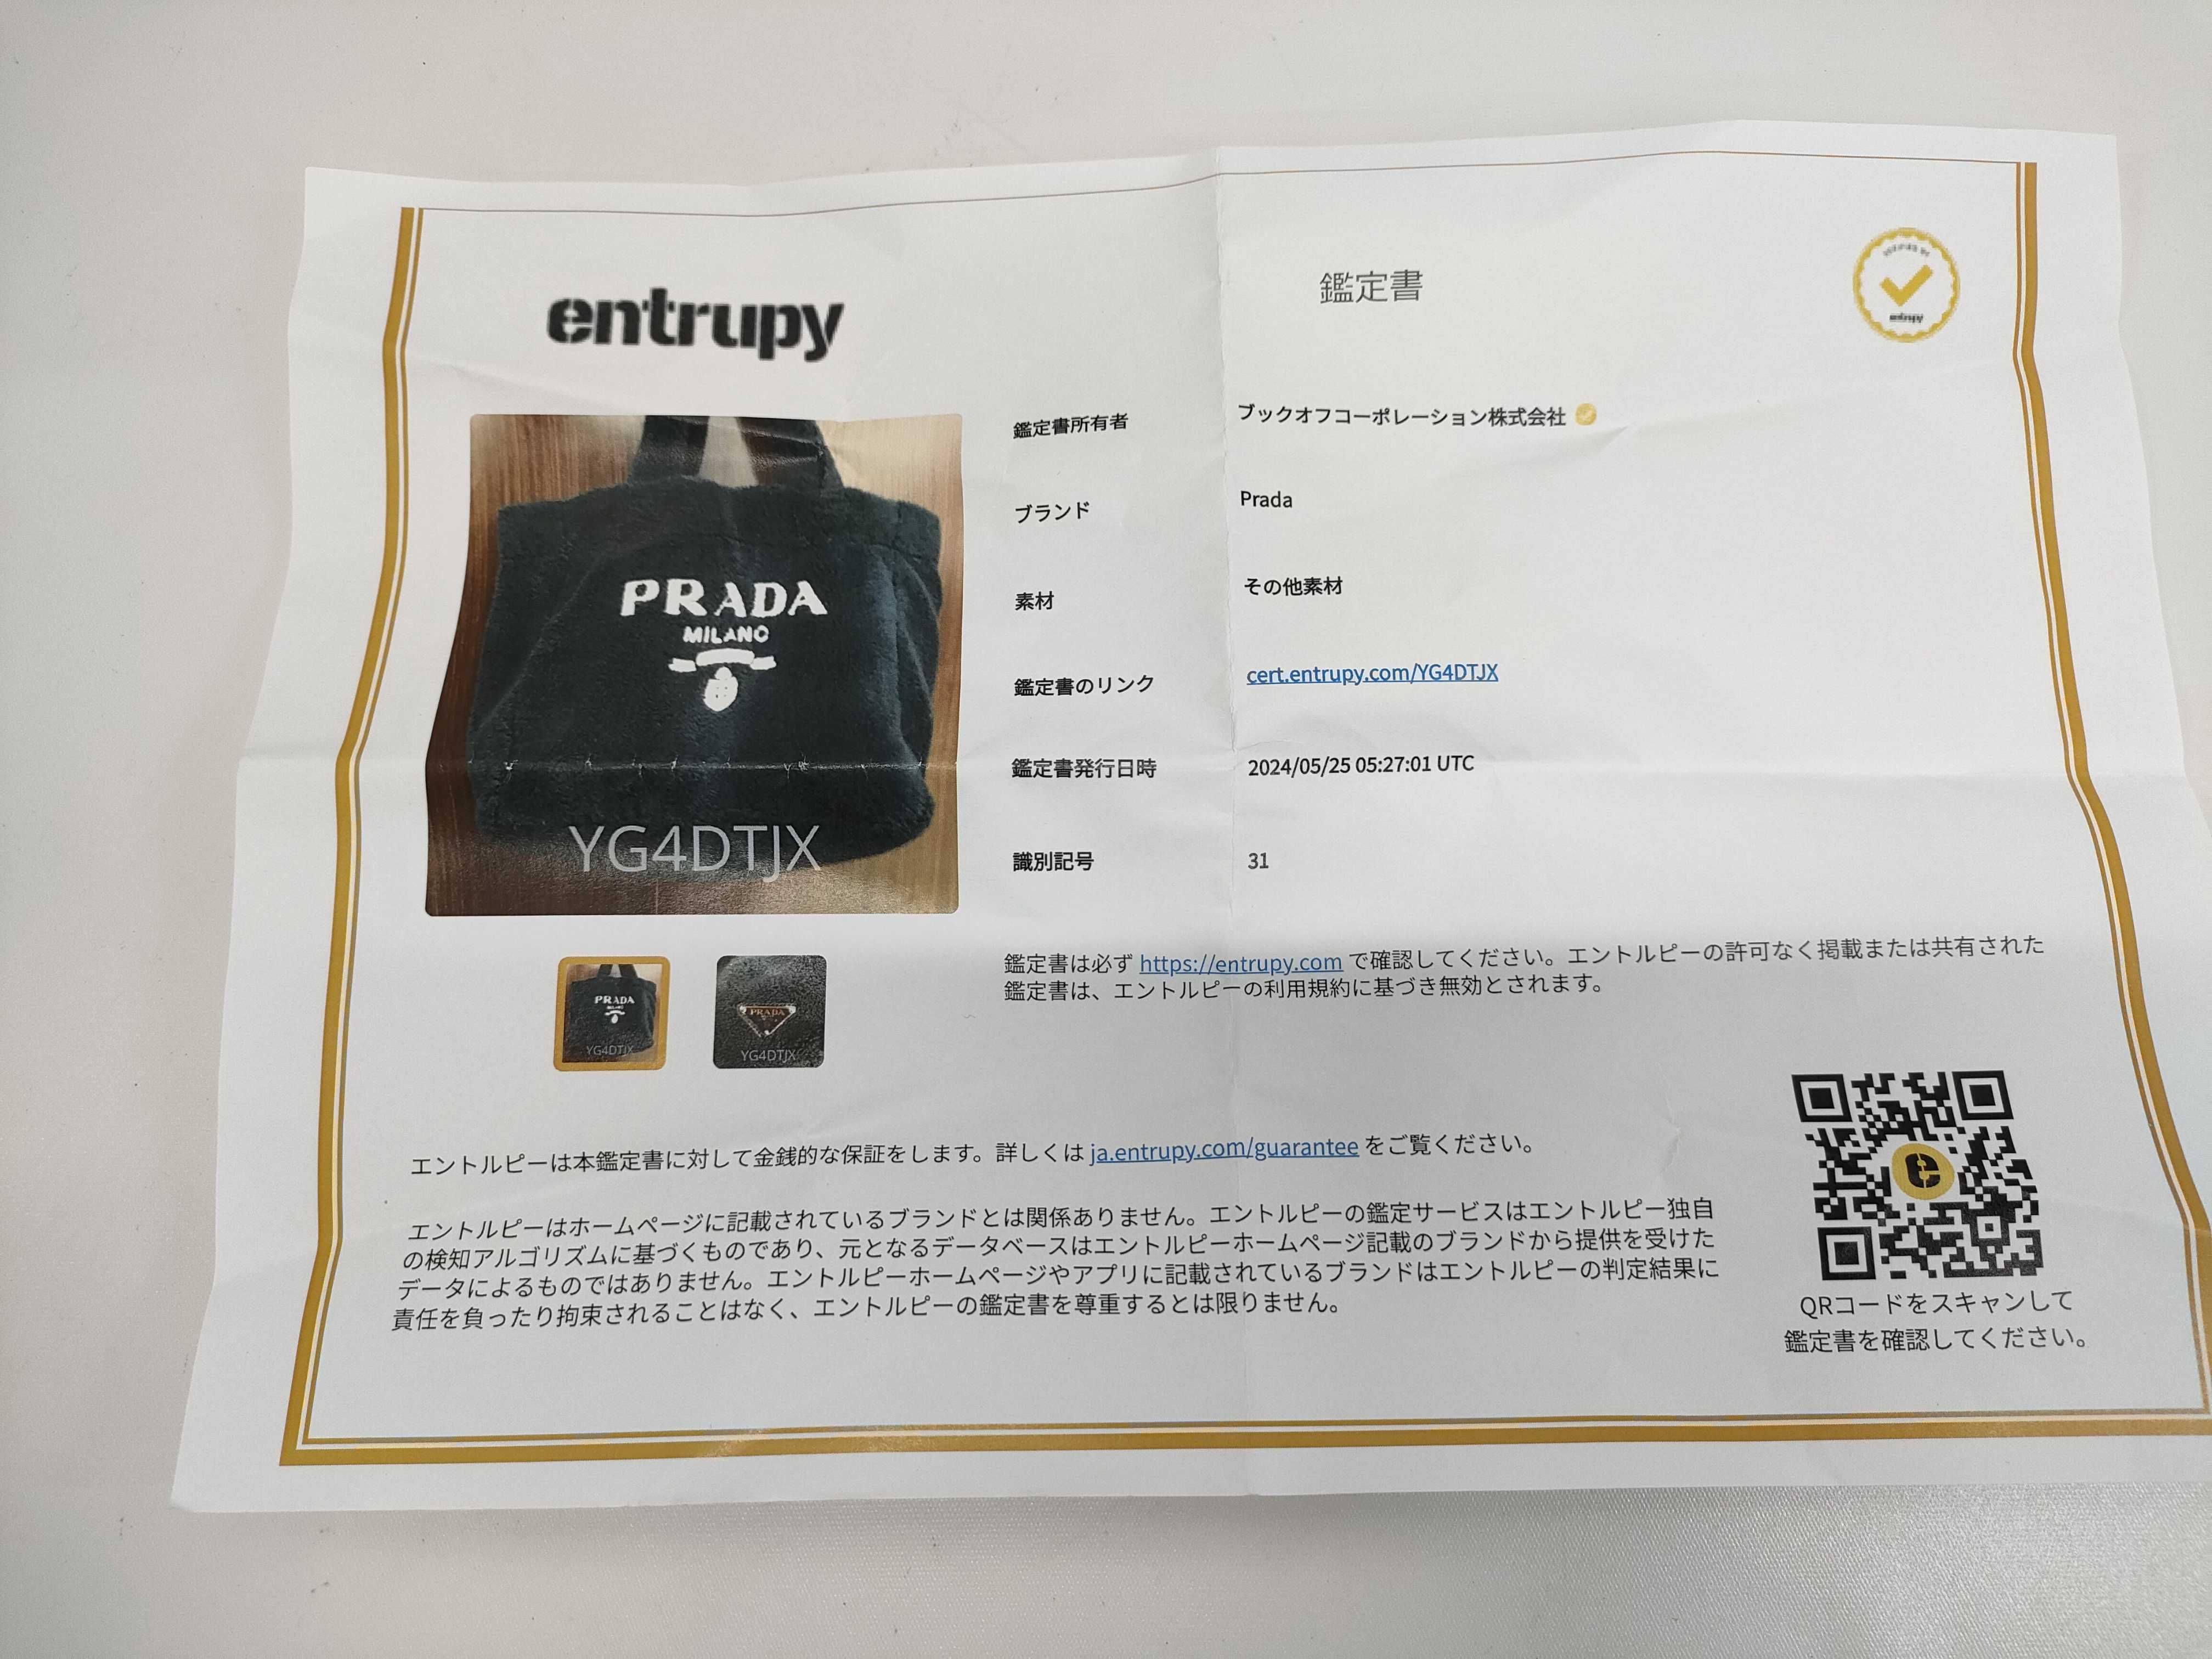 entrupy
鑑定書
entrupy
PRADA
MILANO
YG4DTJX
鑑定書所有者 ブックオフコーポレーション株式会社
ブランド Prada
素材 その他素材
鑑定書のリンク cert.entrupy.com/YG4DTJX
鑑定書発行日時 2024/05/25 05:27:01 UTC
識別記号 31
PRADA
YG4DTJX
PRADA
YG4DTJX
鑑定書は必ず https://entrupy.com で確認してください。エントルピーの許可なく掲載または共有された
鑑定書は、エントルピーの利用規約に基づき無効とされます。
エントルピーは本鑑定書に対して金銭的な保証をします。詳しくは ja.entrupy.com/guarantee をご覧ください。
エントルピーはホームページに記載されているブランドとは関係ありません。エントルピーの鑑定サービスはエントルピー独自
の検知アルゴリズムに基づくものであり、元となるデータベースはエントルピーホームページ記載のブランドから提供を受けた
データによるものではありません。エントルピーホームページやアプリに記載されているブランドはエントルピーの判定結果に
責任を負ったり拘束されることはなく、エントルピーの鑑定書を尊重するとは限りません。
e
QRコードをスキャンして
鑑定書を確認してください。